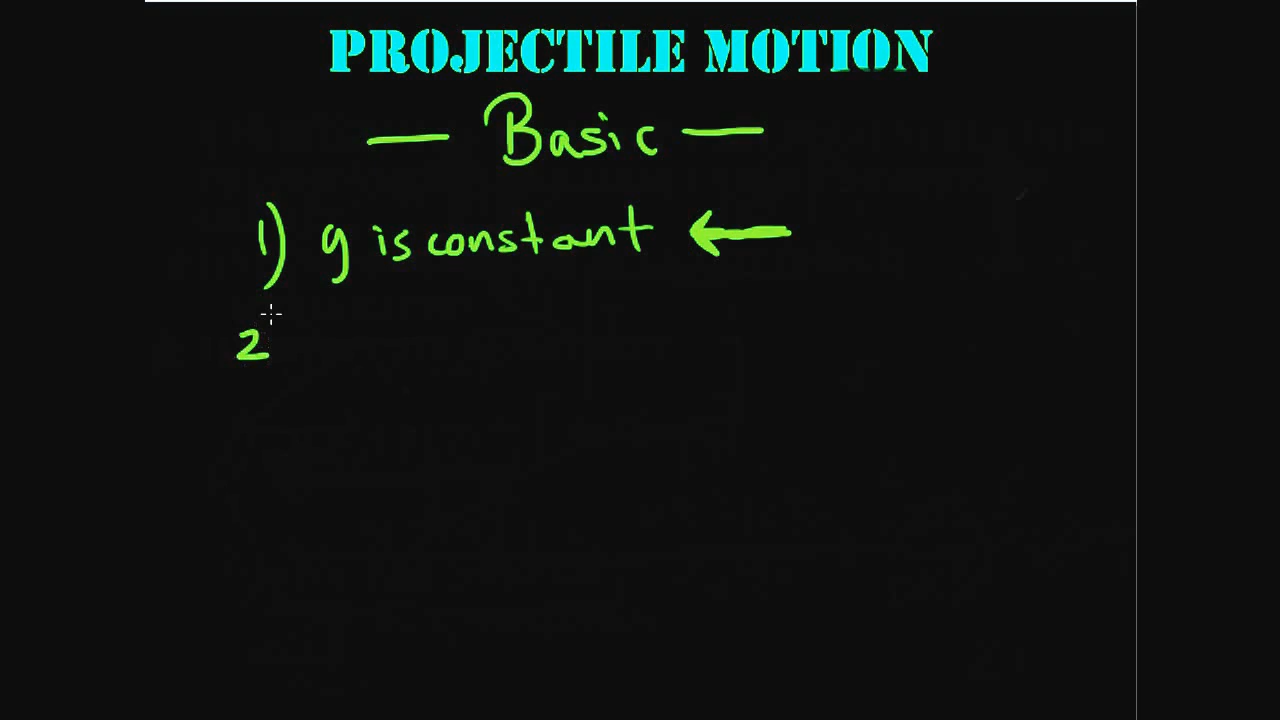 PROJECTILE MOTION
— Basic —
1) g is constant ←
2